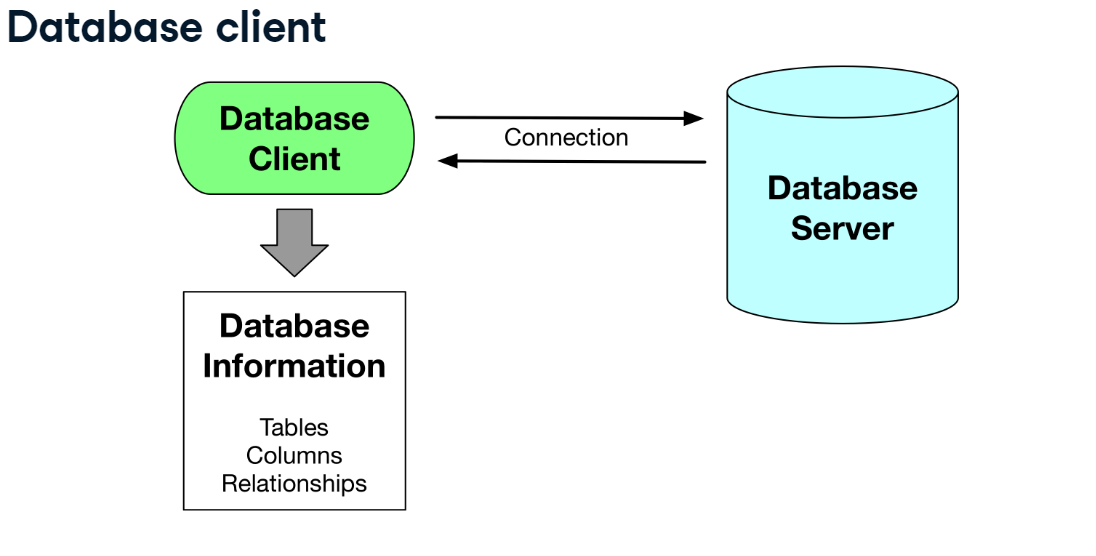 Database client
Database
Client
Connection
Database
Server
Database
Information
Tables
Columns
Relationships